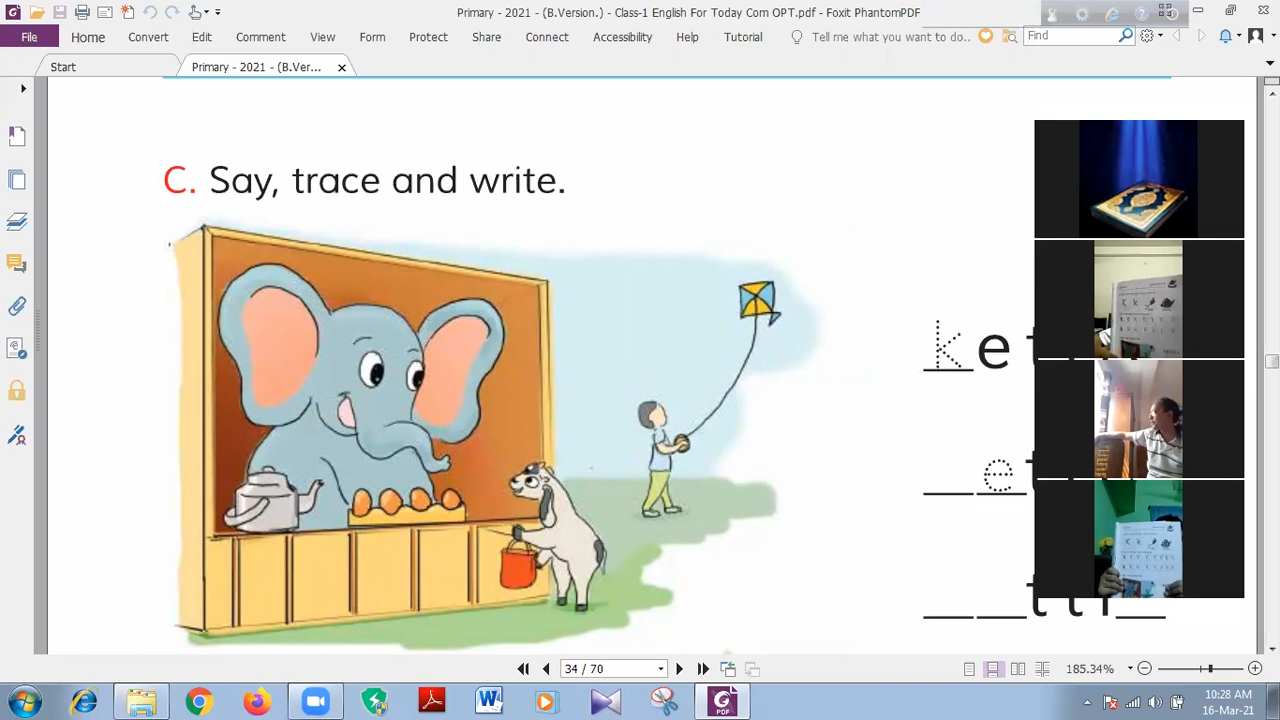 Primary - 2021 - (B.Version.) - Class-1 English For Today Com OPT.pdf - Foxit PhantomPDF
File Home Convert Edit Comment View Form Protect Share Connect Accessibility Help Tutorial Tell me what you want to do.. Find
Start Primary - 2021 - (B.Ver...
C. Say, trace and write.
k e t
_ e t
_ _ t t l _
34 / 70
185.34%
10:28 AM
16-Mar-21